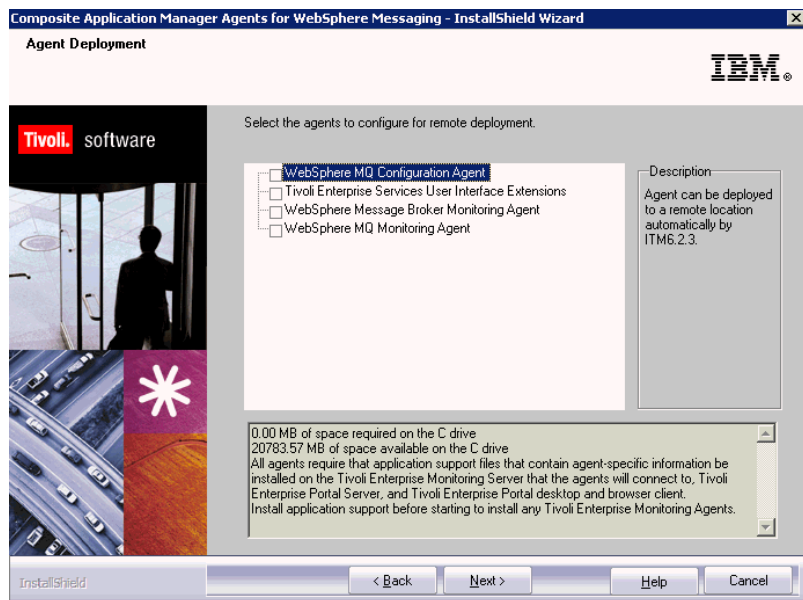 Composite Application Manager Agents for WebSphere Messaging - InstallShield Wizard
Agent Deployment
IBM®
Tivoli. software
Select the agents to configure for remote deployment.
WebSphere MQ Configuration Agent
Tivoli Enterprise Services User Interface Extensions
WebSphere Message Broker Monitoring Agent
WebSphere MQ Monitoring Agent
Description
Agent can be deployed
to a remote location
automatically by
ITM6.2.3.
0.00 MB of space required on the C drive
20783.57 MB of space available on the C drive
All agents require that application support files that contain agent-specific information be
installed on the Tivoli Enterprise Monitoring Server that the agents will connect to, Tivoli
Enterprise Portal Server, and Tivoli Enterprise Portal desktop and browser client.
Install application support before starting to install any Tivoli Enterprise Monitoring Agents.
InstallShield
< Back
Next >
Help
Cancel